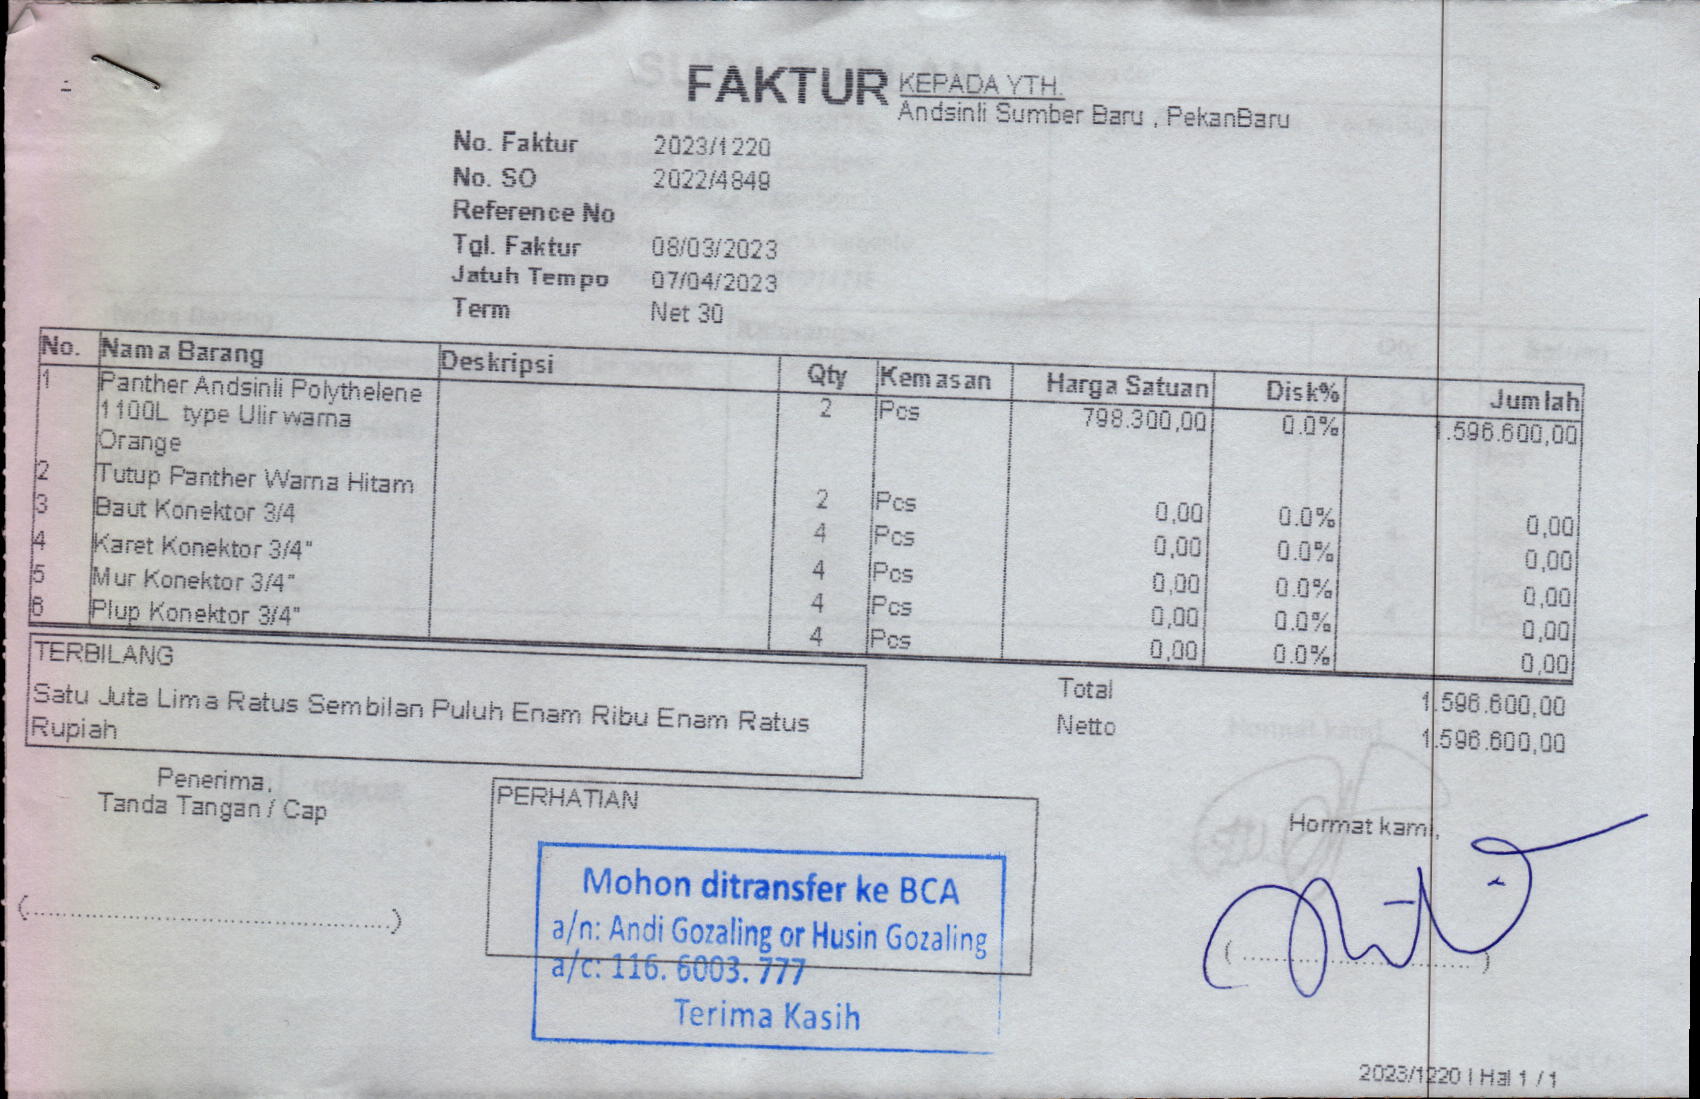 FAKTUR
KEPADA YTH.
Andsinli Sumber Baru , PekanBaru
No. Faktur 2023/1220
No. SO 2022/4849
Reference No
Tgl. Faktur 08/03/2023
Jatuh Tempo 07/04/2023
Term Net 30
No. Nama Barang Deskripsi Qty Kemasan Harga Satuan Disk% Jumlah
1 Panther Andsinli Polythelene 2 Pcs 798.300,00 0.0% 1.596.600,00
1100L type Ulir warna
Orange
2 Tutup Panther Warna Hitam 2 Pcs 0,00 0.0% 0,00
3 Baut Konektor 3/4 4 Pcs 0,00 0.0% 0,00
4 Karet Konektor 3/4" 4 Pcs 0,00 0.0% 0,00
5 Mur Konektor 3/4" 4 Pcs 0,00 0.0% 0,00
6 Plup Konektor 3/4" 4 Pcs 0,00 0.0% 0,00
TERBILANG
Satu Juta Lima Ratus Sembilan Puluh Enam Ribu Enam Ratus
Rupiah
Total 1.596.600,00
Netto 1.596.600,00
Penerima,
Tanda Tangan / Cap
(....................................................)
PERHATIAN
Mohon ditransfer ke BCA
a/n: Andi Gozaling or Husin Gozaling
a/c: 116. 6003. 777
Terima Kasih
Hormat kami,
(....................................)
2023/1220 | Hal 1 / 1